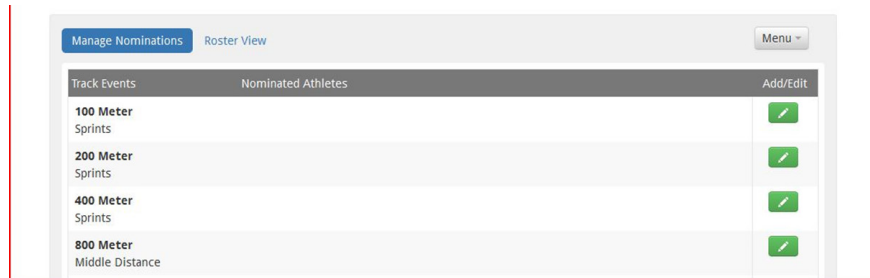 Manage Nominations Roster View Menu
Track Events Nominated Athletes Add/Edit
100 Meter
Sprints
200 Meter
Sprints
400 Meter
Sprints
800 Meter
Middle Distance